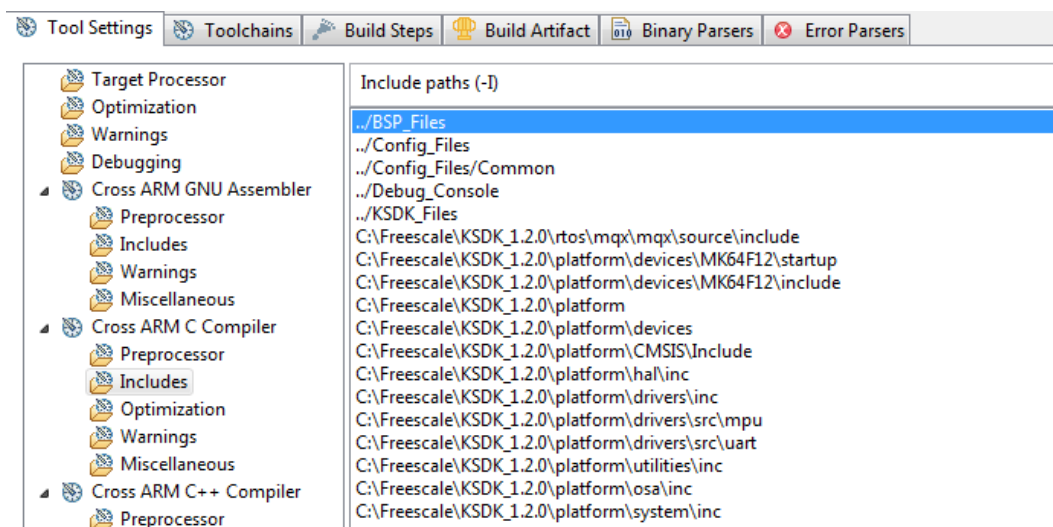 Tool Settings Toolchains Build Steps Build Artifact Binary Parsers Error Parsers
Target Processor
Optimization
Warnings
Debugging
Cross ARM GNU Assembler
Preprocessor
Includes
Warnings
Miscellaneous
Cross ARM C Compiler
Preprocessor
Includes
Optimization
Warnings
Miscellaneous
Cross ARM C++ Compiler
Preprocessor
Include paths (-I)
../BSP_Files
../Config_Files
../Config_Files/Common
../Debug_Console
../KSDK_Files
C:\Freescale\KSDK_1.2.0\rtos\mqx\mqx\source\include
C:\Freescale\KSDK_1.2.0\platform\devices\MK64F12\startup
C:\Freescale\KSDK_1.2.0\platform\devices\MK64F12\include
C:\Freescale\KSDK_1.2.0\platform
C:\Freescale\KSDK_1.2.0\platform\devices
C:\Freescale\KSDK_1.2.0\platform\CMSIS\Include
C:\Freescale\KSDK_1.2.0\platform\hal\inc
C:\Freescale\KSDK_1.2.0\platform\drivers\inc
C:\Freescale\KSDK_1.2.0\platform\drivers\src\mpu
C:\Freescale\KSDK_1.2.0\platform\drivers\src\uart
C:\Freescale\KSDK_1.2.0\platform\utilities\inc
C:\Freescale\KSDK_1.2.0\platform\osa\inc
C:\Freescale\KSDK_1.2.0\platform\system\inc